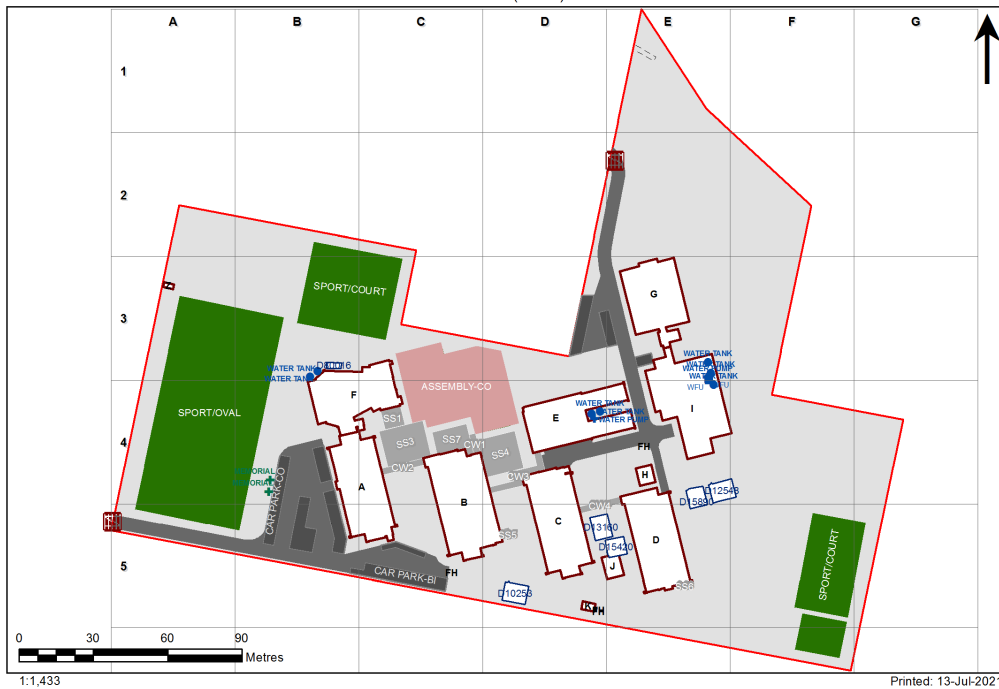 A B C D E F G
1
2
G
SPORT/COURT
3
WATER TANK
WATER TANK
WATER TANK
WATER PUMP
WATER TANK
WFU
ASSEMBLY-CO
F
SPORT/OVAL
I
WATER TANK
WATER TANK
WATER PUMP
E
SS1
SS3
SS7
CW1
SS4
4
FH
CW2
CW3
H
A
D12548
D15890
B
CAR PARK-CO
CW4
C
D13160
SS5
D
D15420
5
J
SPORT/COURT
CAR PARK-BI
FH
SS6
D10253
K
FH
0 30 60 90
Metres
1:1,433
Printed: 13-Jul-2021